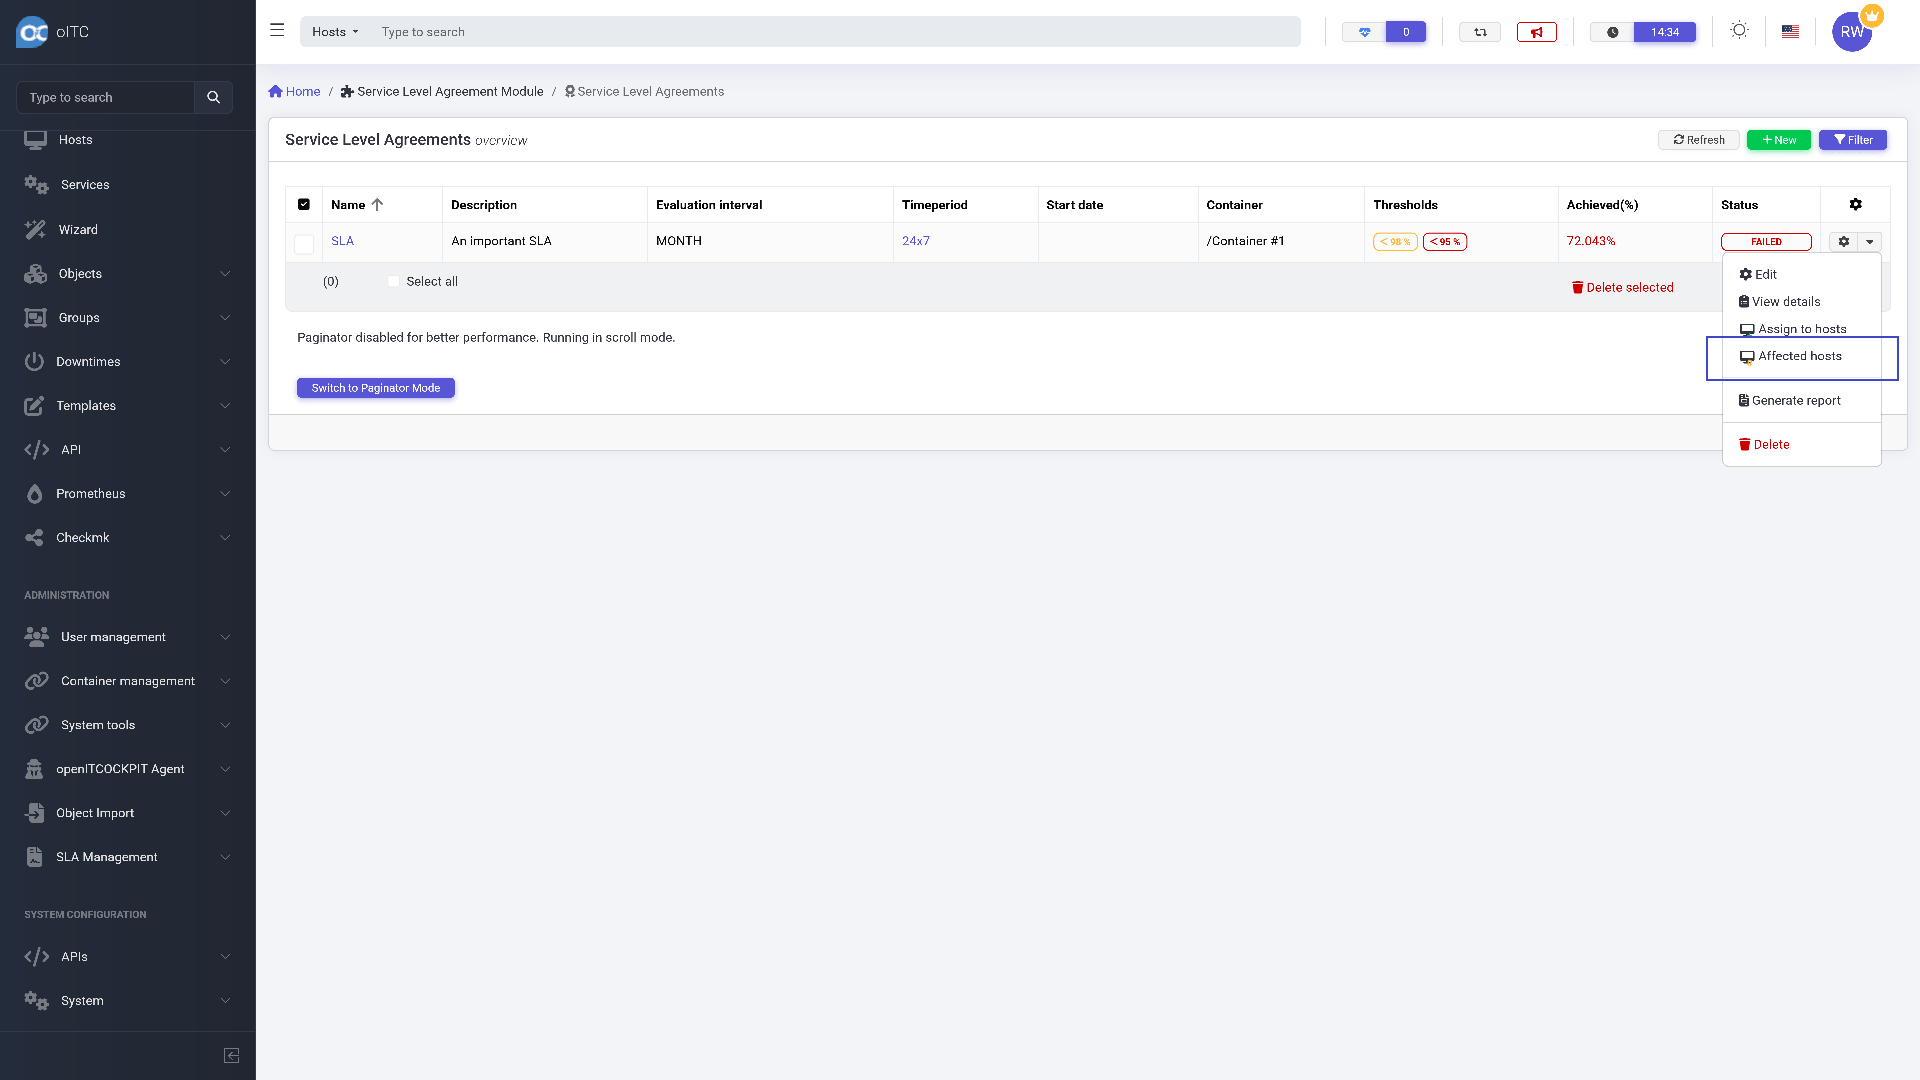 oITC
Hosts
Type to search
0
14:34
RW
Type to search
Home / Service Level Agreement Module / Service Level Agreements
Service Level Agreements overview
Refresh
New
Filter
Name
Description
Evaluation interval
Timeperiod
Start date
Container
Thresholds
Achieved(%)
Status
SLA
An important SLA
MONTH
24x7
/Container #1
< 98 %
< 95 %
72.043%
FAILED
(0)
Select all
Delete selected
Edit
View details
Assign to hosts
Affected hosts
Generate report
Delete
Paginator disabled for better performance. Running in scroll mode.
Switch to Paginator Mode
Hosts
Services
Wizard
Objects
Groups
Downtimes
Templates
API
Prometheus
Checkmk
ADMINISTRATION
User management
Container management
System tools
openITCOCKPIT Agent
Object Import
SLA Management
SYSTEM CONFIGURATION
APIs
System